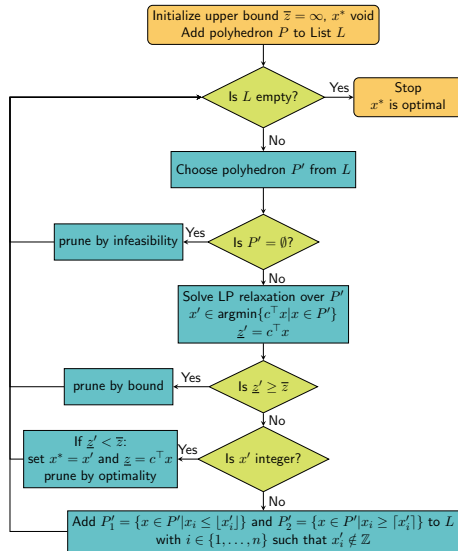 Initialize upper bound z̅ = ∞, x* void
Add polyhedron P to List L
Is L empty?
Yes
Stop
x* is optimal
No
Choose polyhedron P′ from L
Is P′ = ∅?
Yes
prune by infeasibility
No
Solve LP relaxation over P′
x′ ∈ argmin{c⊤x|x ∈ P′}
z̲′ = c⊤x
Is z̲′ ≥ z̅
Yes
prune by bound
No
Is x′ integer?
Yes
If z̲′ < z̅:
set x* = x′ and z̲ = c⊤x
prune by optimality
No
Add P′₁ = {x ∈ P′|xᵢ ≤ ⌊x′ᵢ⌋} and P′₂ = {x ∈ P′|xᵢ ≥ ⌈x′ᵢ⌉} to L
with i ∈ {1, . . . , n} such that x′ᵢ ∉ ℤ